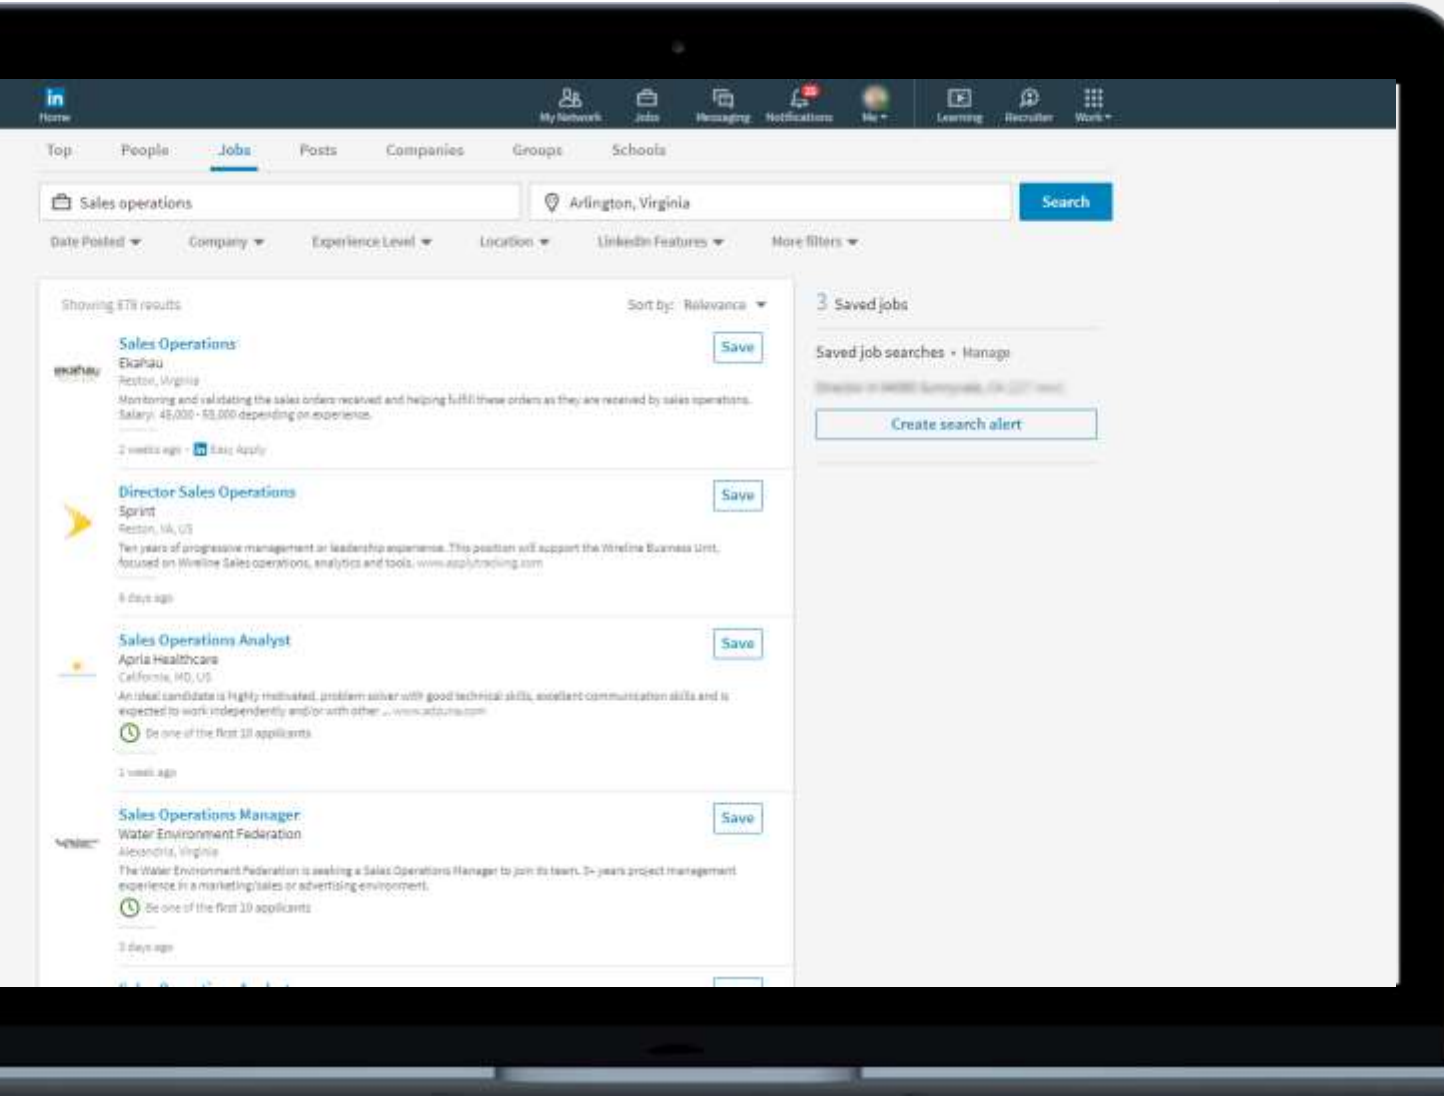 in
Home
My Network
Jobs
Messaging
Notifications
Me
Learning
Recruiter
Work
Top People Jobs Posts Companies Groups Schools
Sales operations
Arlington, Virginia
Search
Date Posted Company Experience Level Location LinkedIn Features More filters
Showing results
Sort by: Relevance
3 Saved jobs
Sales Operations
Save
ekahau
Ekahau
Reston, Virginia
Monitoring and validating the sales orders received and helping fulfill these orders as they are received by sales operations.
Salary: depending on experience.
2 weeks ago - in Easy Apply
Saved job searches • Manage
Create search alert
Director Sales Operations
Save
Sprint
Reston, VA, US
Ten years of progressive management or leadership experience. This position will support the Wireline Business Unit,
focused on Wireline Sales operations, analytics and tools. www.applytracking.com
6 days ago
Sales Operations Analyst
Save
Apria Healthcare
California, MD, US
An ideal candidate is highly motivated, problem solver with good technical skills, excellent communication skills and is
expected to work independently and/or with other ... www.adzuna.com
Be one of the first 10 applicants
1 week ago
Sales Operations Manager
Save
Water Environment Federation
Alexandria, Virginia
The Water Environment Federation is seeking a Sales Operations Manager to join its team. years project management
experience in a marketing/sales or advertising environment.
Be one of the first 10 applicants
3 days ago